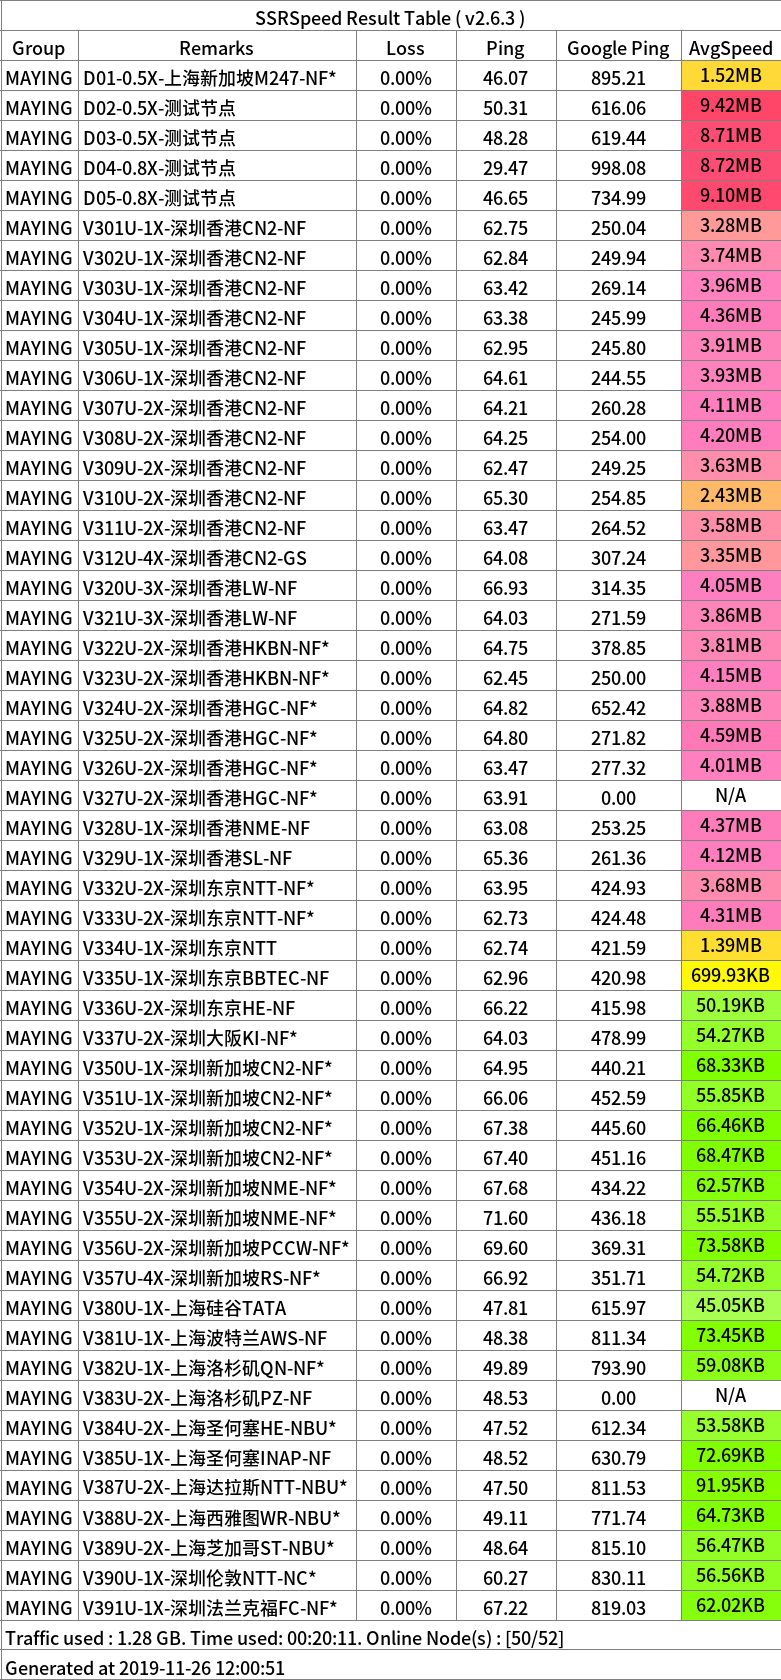 SSRSpeed Result Table ( v2.6.3 )
Group Remarks Loss Ping Google Ping AvgSpeed
MAYING D01-0.5X-上海新加坡M247-NF* 0.00% 46.07 895.21 1.52MB
MAYING D02-0.5X-测试节点 0.00% 50.31 616.06 9.42MB
MAYING D03-0.5X-测试节点 0.00% 48.28 619.44 8.71MB
MAYING D04-0.8X-测试节点 0.00% 29.47 998.08 8.72MB
MAYING D05-0.8X-测试节点 0.00% 46.65 734.99 9.10MB
MAYING V301U-1X-深圳香港CN2-NF 0.00% 62.75 250.04 3.28MB
MAYING V302U-1X-深圳香港CN2-NF 0.00% 62.84 249.94 3.74MB
MAYING V303U-1X-深圳香港CN2-NF 0.00% 63.42 269.14 3.96MB
MAYING V304U-1X-深圳香港CN2-NF 0.00% 63.38 245.99 4.36MB
MAYING V305U-1X-深圳香港CN2-NF 0.00% 62.95 245.80 3.91MB
MAYING V306U-1X-深圳香港CN2-NF 0.00% 64.61 244.55 3.93MB
MAYING V307U-2X-深圳香港CN2-NF 0.00% 64.21 260.28 4.11MB
MAYING V308U-2X-深圳香港CN2-NF 0.00% 64.25 254.00 4.20MB
MAYING V309U-2X-深圳香港CN2-NF 0.00% 62.47 249.25 3.63MB
MAYING V310U-2X-深圳香港CN2-NF 0.00% 65.30 254.85 2.43MB
MAYING V311U-2X-深圳香港CN2-NF 0.00% 63.47 264.52 3.58MB
MAYING V312U-4X-深圳香港CN2-GS 0.00% 64.08 307.24 3.35MB
MAYING V320U-3X-深圳香港LW-NF 0.00% 66.93 314.35 4.05MB
MAYING V321U-3X-深圳香港LW-NF 0.00% 64.03 271.59 3.86MB
MAYING V322U-2X-深圳香港HKBN-NF* 0.00% 64.75 378.85 3.81MB
MAYING V323U-2X-深圳香港HKBN-NF* 0.00% 62.45 250.00 4.15MB
MAYING V324U-2X-深圳香港HGC-NF* 0.00% 64.82 652.42 3.88MB
MAYING V325U-2X-深圳香港HGC-NF* 0.00% 64.80 271.82 4.59MB
MAYING V326U-2X-深圳香港HGC-NF* 0.00% 63.47 277.32 4.01MB
MAYING V327U-2X-深圳香港HGC-NF* 0.00% 63.91 0.00 N/A
MAYING V328U-1X-深圳香港NME-NF 0.00% 63.08 253.25 4.37MB
MAYING V329U-1X-深圳香港SL-NF 0.00% 65.36 261.36 4.12MB
MAYING V332U-2X-深圳东京NTT-NF* 0.00% 63.95 424.93 3.68MB
MAYING V333U-2X-深圳东京NTT-NF* 0.00% 62.73 424.48 4.31MB
MAYING V334U-1X-深圳东京NTT 0.00% 62.74 421.59 1.39MB
MAYING V335U-1X-深圳东京BBTEC-NF 0.00% 62.96 420.98 699.93KB
MAYING V336U-2X-深圳东京HE-NF 0.00% 66.22 415.98 50.19KB
MAYING V337U-2X-深圳大阪KI-NF* 0.00% 64.03 478.99 54.27KB
MAYING V350U-1X-深圳新加坡CN2-NF* 0.00% 64.95 440.21 68.33KB
MAYING V351U-1X-深圳新加坡CN2-NF* 0.00% 66.06 452.59 55.85KB
MAYING V352U-1X-深圳新加坡CN2-NF* 0.00% 67.38 445.60 66.46KB
MAYING V353U-2X-深圳新加坡CN2-NF* 0.00% 67.40 451.16 68.47KB
MAYING V354U-2X-深圳新加坡NME-NF* 0.00% 67.68 434.22 62.57KB
MAYING V355U-2X-深圳新加坡NME-NF* 0.00% 71.60 436.18 55.51KB
MAYING V356U-2X-深圳新加坡PCCW-NF* 0.00% 69.60 369.31 73.58KB
MAYING V357U-4X-深圳新加坡RS-NF* 0.00% 66.92 351.71 54.72KB
MAYING V380U-1X-上海硅谷TATA 0.00% 47.81 615.97 45.05KB
MAYING V381U-1X-上海波特兰AWS-NF 0.00% 48.38 811.34 73.45KB
MAYING V382U-1X-上海洛杉矶QN-NF* 0.00% 49.89 793.90 59.08KB
MAYING V383U-2X-上海洛杉矶PZ-NF 0.00% 48.53 0.00 N/A
MAYING V384U-2X-上海圣何塞HE-NBU* 0.00% 47.52 612.34 53.58KB
MAYING V385U-1X-上海圣何塞INAP-NF 0.00% 48.52 630.79 72.69KB
MAYING V387U-2X-上海达拉斯NTT-NBU* 0.00% 47.50 811.53 91.95KB
MAYING V388U-2X-上海西雅图WR-NBU* 0.00% 49.11 771.74 64.73KB
MAYING V389U-2X-上海芝加哥ST-NBU* 0.00% 48.64 815.10 56.47KB
MAYING V390U-1X-深圳伦敦NTT-NC* 0.00% 60.27 830.11 56.56KB
MAYING V391U-1X-深圳法兰克福FC-NF* 0.00% 67.22 819.03 62.02KB
Traffic used : 1.28 GB. Time used: 00:20:11. Online Node(s) : [50/52]
Generated at 2019-11-26 12:00:51